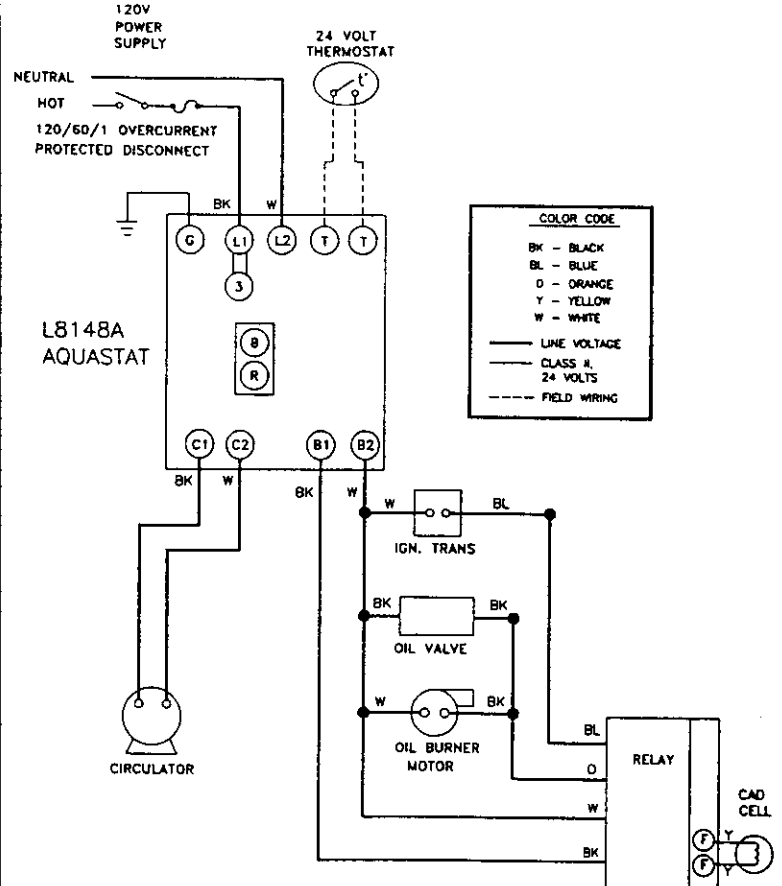 120V
POWER
SUPPLY
24 VOLT
THERMOSTAT
NEUTRAL
HOT
t°
120/60/1 OVERCURRENT
PROTECTED DISCONNECT
BK
W
G
L1
L2
T
T
3
L8148A
AQUASTAT
B
R
COLOR CODE
BK - BLACK
BL - BLUE
O - ORANGE
Y - YELLOW
W - WHITE
LINE VOLTAGE
CLASS II,
24 VOLTS
FIELD WIRING
C1
C2
B1
B2
BK
W
BK
W
W
BL
IGN. TRANS
BK
BK
OIL VALVE
W
BK
OIL BURNER
MOTOR
CIRCULATOR
BL
RELAY
O
W
BK
CAD
CELL
F
Y
F
Y